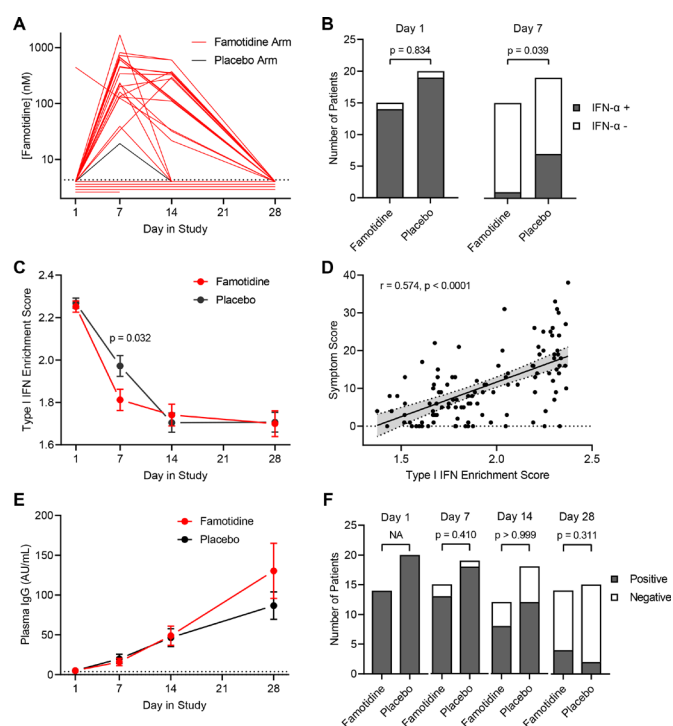 A
[Famotidine] (nM)
1000
100
10
1 7 14 21 28
Day in Study
Famotidine Arm
Placebo Arm
B
Day 1 Day 7
p = 0.834 p = 0.039
Number of Patients
25
20
15
10
5
0
Famotidine Placebo Famotidine Placebo
IFN-α +
IFN-α -
C
Type I IFN Enrichment Score
2.4
2.2
2.0
1.8
1.6
1 7 14 21 28
Day in Study
Famotidine
Placebo
p = 0.032
D
r = 0.574, p < 0.0001
Symptom Score
40
30
20
10
0
1.5 2.0 2.5
Type I IFN Enrichment Score
E
Plasma IgG (AU/mL)
200
150
100
50
0
1 7 14 21 28
Day in Study
Famotidine
Placebo
F
Day 1 Day 7 Day 14 Day 28
NA p = 0.410 p > 0.999 p = 0.311
Number of Patients
25
20
15
10
5
0
Famotidine Placebo Famotidine Placebo Famotidine Placebo Famotidine Placebo
Positive
Negative